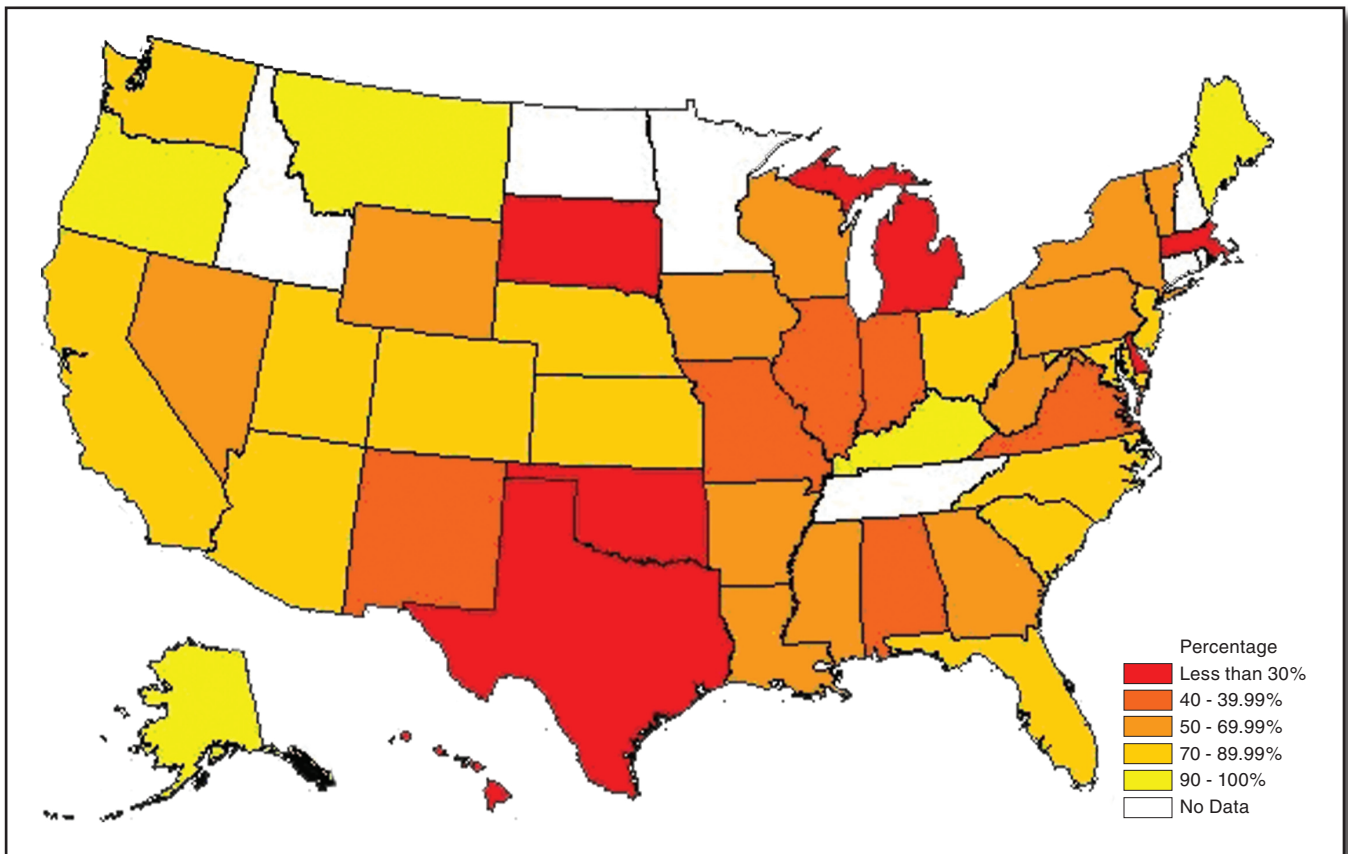 Percentage
Less than 30%
40 - 39.99%
50 - 69.99%
70 - 89.99%
90 - 100%
No Data